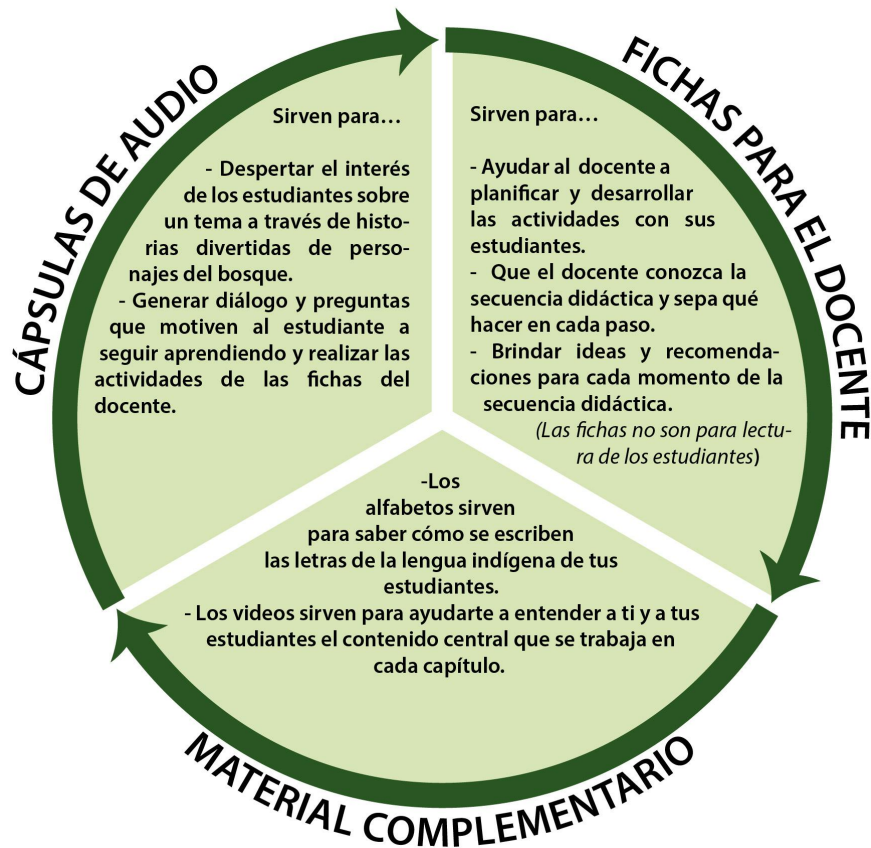 CÁPSULAS DE AUDIO
Sirven para…
- Despertar el interés
de los estudiantes sobre
un tema a través de histo-
rias divertidas de perso-
najes del bosque.
- Generar diálogo y preguntas
que motiven al estudiante a
seguir aprendiendo y realizar las
actividades de las fichas del
docente.
FICHAS PARA EL DOCENTE
Sirven para…
- Ayudar al docente a
planificar y desarrollar
las actividades con sus
estudiantes.
- Que el docente conozca la
secuencia didáctica y sepa qué
hacer en cada paso.
- Brindar ideas y recomenda-
ciones para cada momento de la
secuencia didáctica.
(Las fichas no son para lectu-
ra de los estudiantes)
-Los
alfabetos sirven
para saber cómo se escriben
las letras de la lengua indígena de tus
estudiantes.
- Los videos sirven para ayudarte a entender a ti y a tus
estudiantes el contenido central que se trabaja en
cada capítulo.
MATERIAL COMPLEMENTARIO